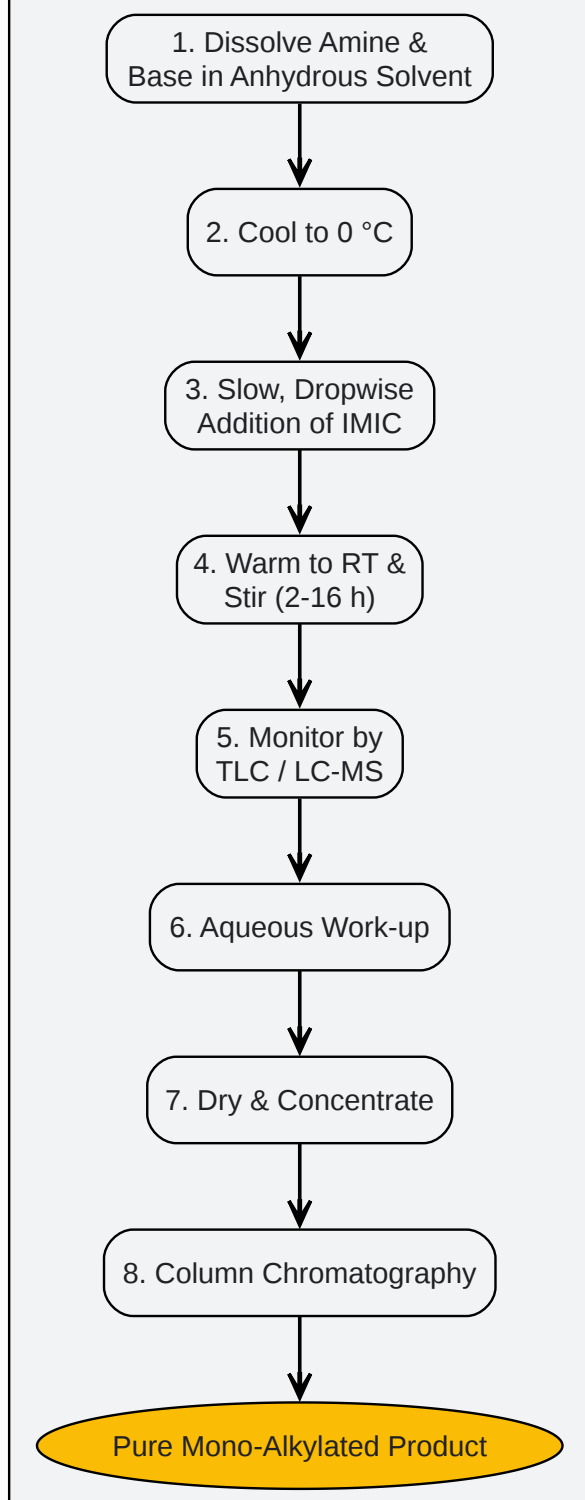 1. Dissolve Amine &
Base in Anhydrous Solvent
2. Cool to 0 °C
3. Slow, Dropwise
Addition of IMIC
4. Warm to RT &
Stir (2-16 h)
5. Monitor by
TLC / LC-MS
6. Aqueous Work-up
7. Dry & Concentrate
8. Column Chromatography
Pure Mono-Alkylated Product